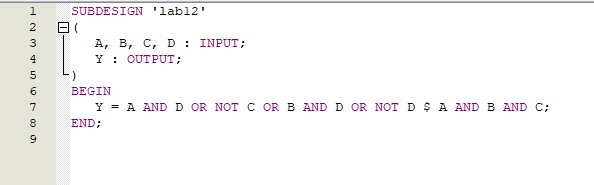 1 SUBDESIGN 'lab12'
2 (
3 A, B, C, D : INPUT;
4 Y : OUTPUT;
5 )
6 BEGIN
7 Y = A AND D OR NOT C OR B AND D OR NOT D $ A AND B AND C;
8 END;
9